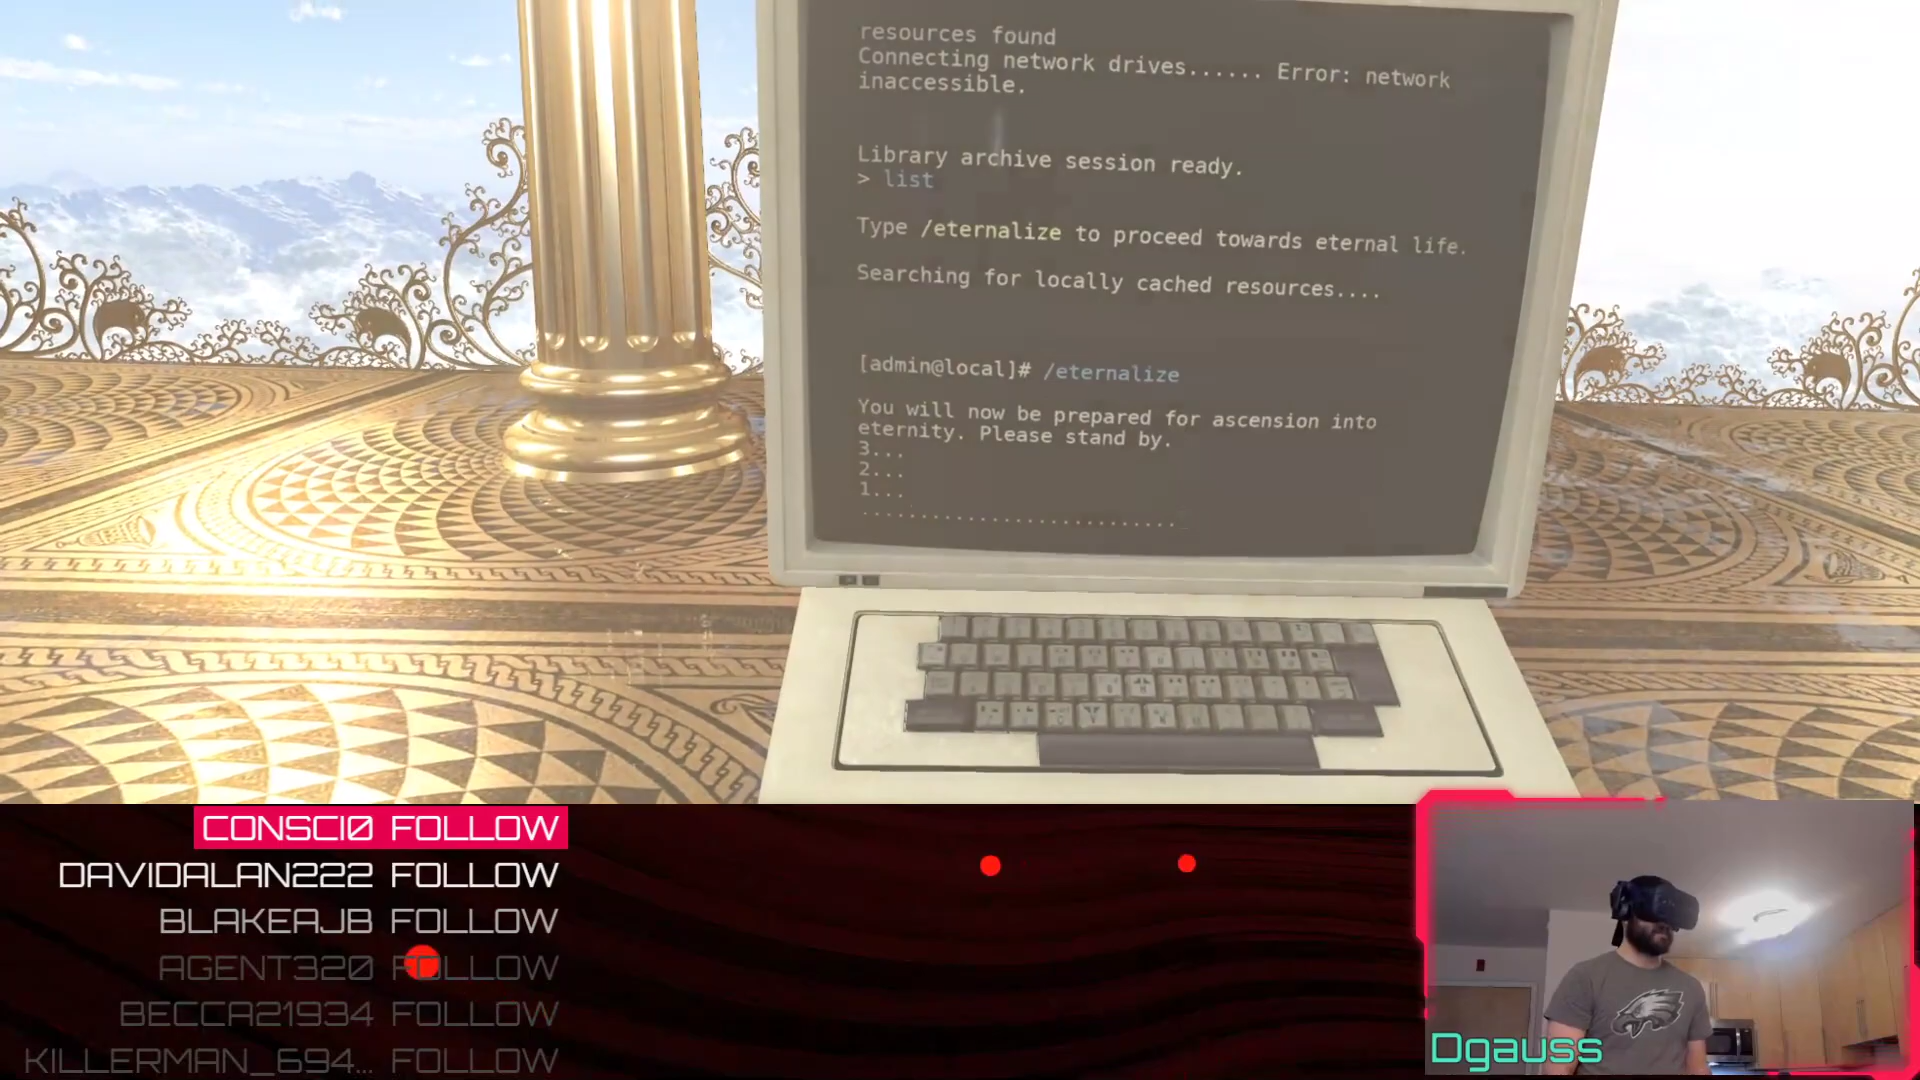 resources found
Connecting network drives...... Error: network
inaccessible.
Library archive session ready.
> list
Type /eternalize to proceed towards eternal life.
Searching for locally cached resources....
[admin@local]# /eternalize
You will now be prepared for ascension into
eternity. Please stand by.
3...
2...
1...
...........................
CONSCI0 FOLLOW
DAVIDALAN222 FOLLOW
BLAKEAJB FOLLOW
AGENT320 FOLLOW
BECCA21934 FOLLOW
KILLERMAN_694... FOLLOW
Dgauss